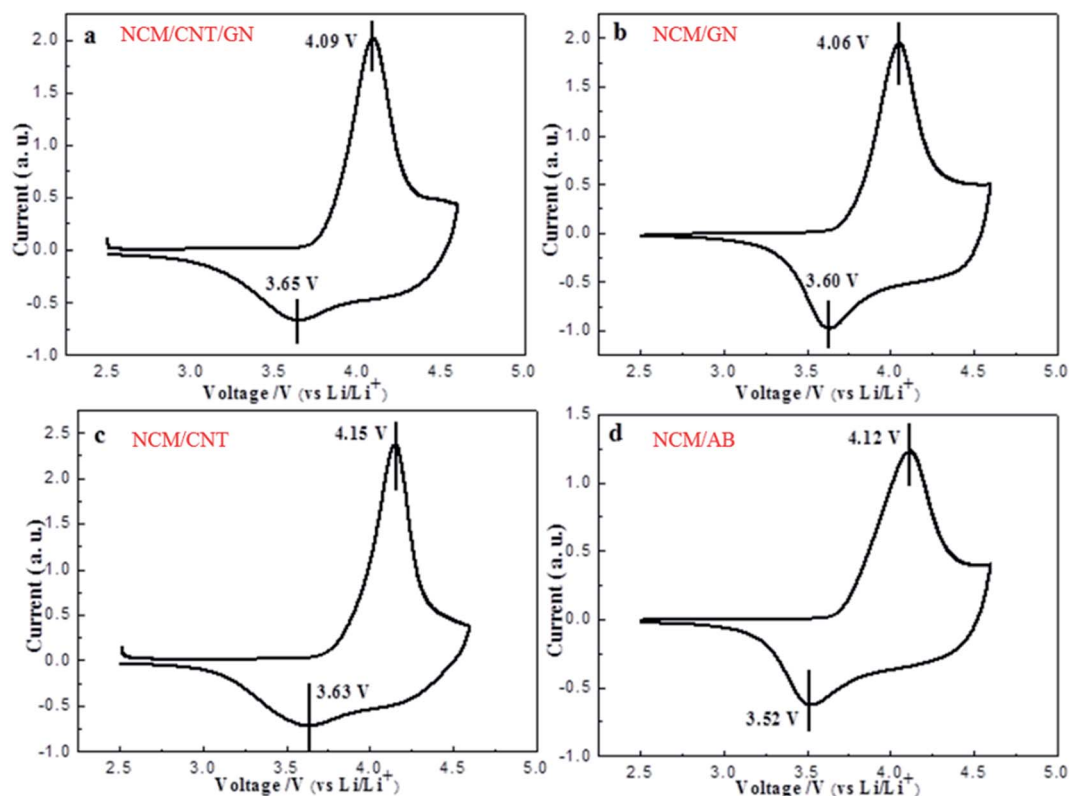 a NCM/CNT/GN
4.09 V
3.65 V
2.0
1.5
1.0
0.5
0.0
-0.5
-1.0
Current ( a. u.)
2.5 3.0 3.5 4.0 4.5 5.0
Voltage /V (vs Li/Li⁺)
b NCM/GN
4.06 V
3.60 V
2.0
1.5
1.0
0.5
0.0
-0.5
-1.0
Current ( a. u.)
2.5 3.0 3.5 4.0 4.5 5.0
Voltage /V (vs Li/Li⁺)
c NCM/CNT
4.15 V
3.63 V
2.5
2.0
1.5
1.0
0.5
0.0
-0.5
-1.0
Current ( a. u.)
2.5 3.0 3.5 4.0 4.5 5.0
Voltage /V (vs Li/Li⁺)
d NCM/AB
4.12 V
3.52 V
1.5
1.0
0.5
0.0
-0.5
-1.0
Current ( a. u.)
2.5 3.0 3.5 4.0 4.5 5.0
Voltage /V (vs Li/Li⁺)